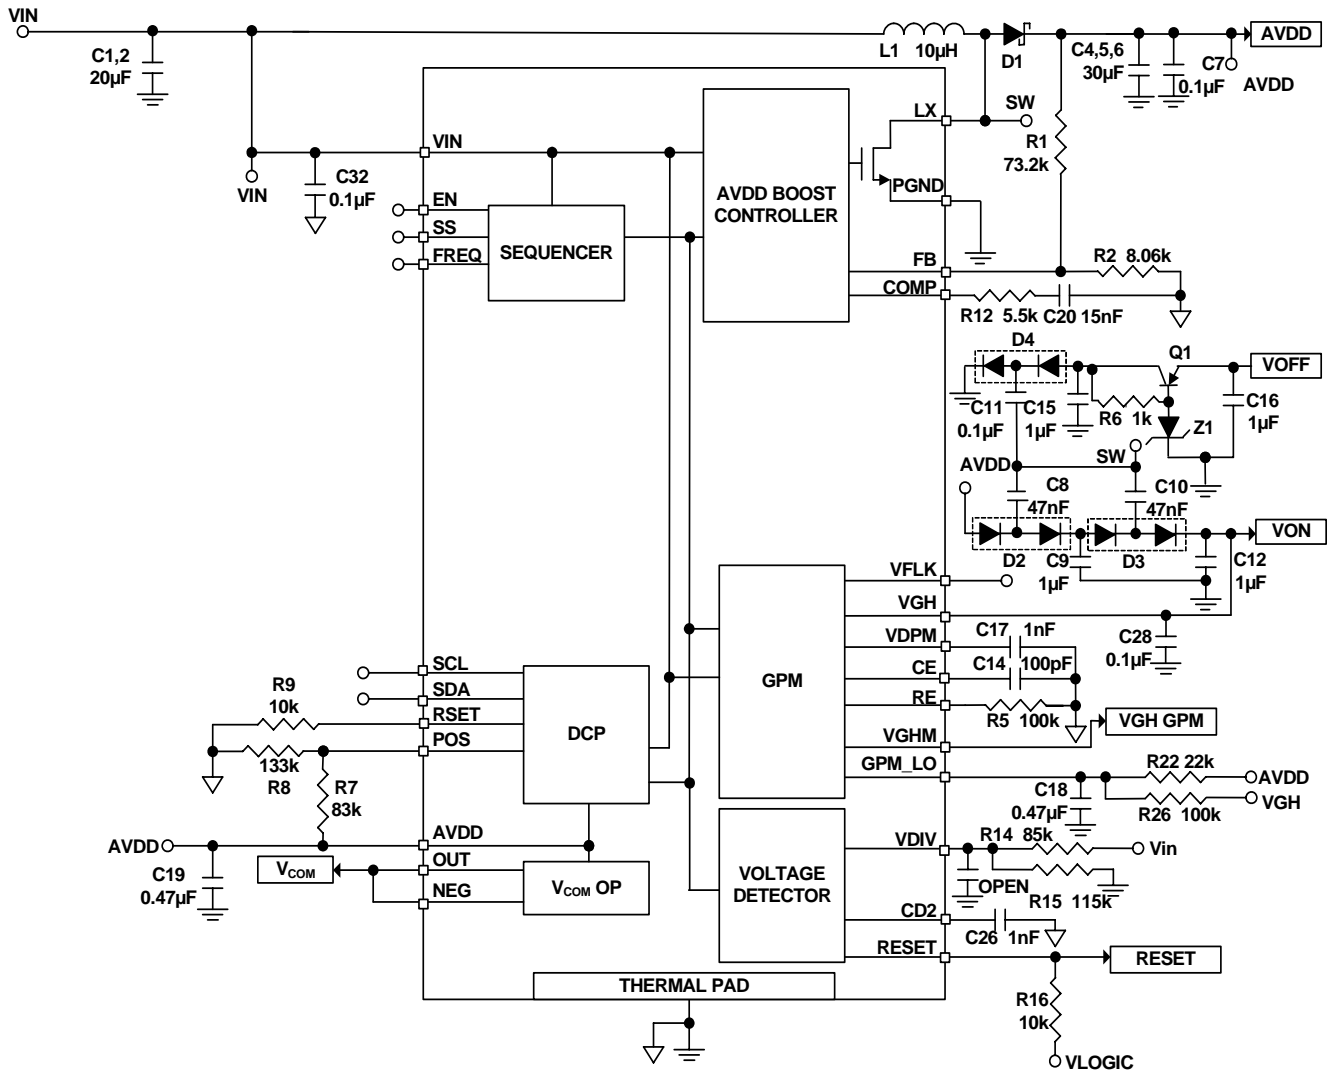 VIN
L1 10µH
D1
AVDD
C1,2
20µF
C4,5,6
30µF
C7
0.1µF
AVDD
LX
SW
R1
73.2k
VIN
VIN
C32
0.1µF
PGND
AVDD BOOST
CONTROLLER
EN
SS
FREQ
SEQUENCER
FB
R2 8.06k
COMP
R12 5.5k
C20 15nF
D4
Q1
VOFF
C11
0.1µF
C15
1µF
R6 1k
Z1
C16
1µF
AVDD
SW
C8
47nF
C10
47nF
VON
D2
C9
1µF
D3
C12
1µF
VFLK
VGH
VDPM
C17 1nF
C28
0.1µF
CE
C14 100pF
GPM
RE
R5 100k
VGHM
VGH GPM
GPM_LO
R22 22k
AVDD
C18
0.47µF
R26 100k
VGH
SCL
SDA
R9
10k
RSET
POS
DCP
133k
R8
R7
83k
AVDD
AVDD
C19
0.47µF
OUT
VCOM
NEG
VCOM OP
VOLTAGE
DETECTOR
VDIV
R14 85k
Vin
OPEN
R15 115k
CD2
C26 1nF
RESET
RESET
THERMAL PAD
R16
10k
VLOGIC